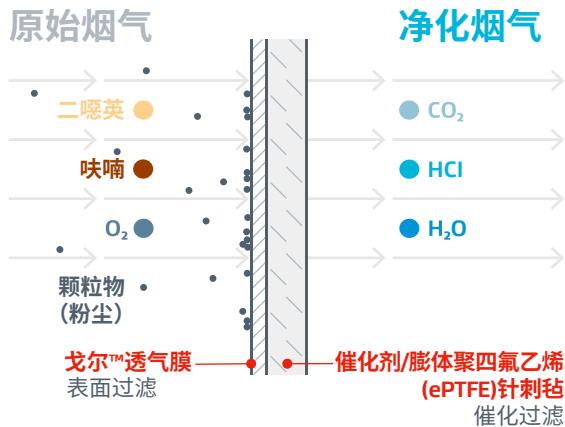 原始烟气
净化烟气
二噁英
CO₂
呋喃
HCl
O₂
H₂O
颗粒物
（粉尘）
戈尔™透气膜
表面过滤
催化剂/膨体聚四氟乙烯
(ePTFE)针刺毡
催化过滤